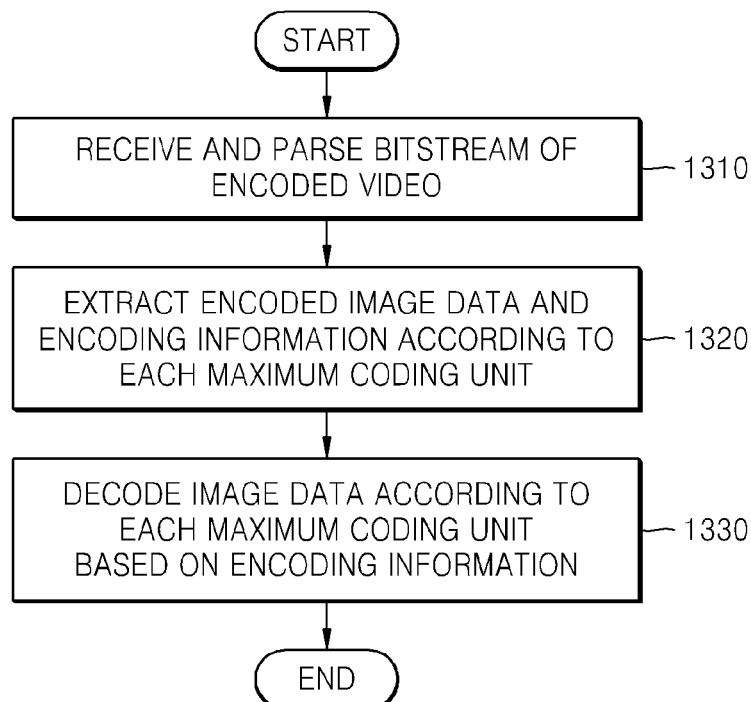 START
RECEIVE AND PARSE BITSTREAM OF
ENCODED VIDEO
1310
EXTRACT ENCODED IMAGE DATA AND
ENCODING INFORMATION ACCORDING TO
EACH MAXIMUM CODING UNIT
1320
DECODE IMAGE DATA ACCORDING TO
EACH MAXIMUM CODING UNIT
BASED ON ENCODING INFORMATION
1330
END